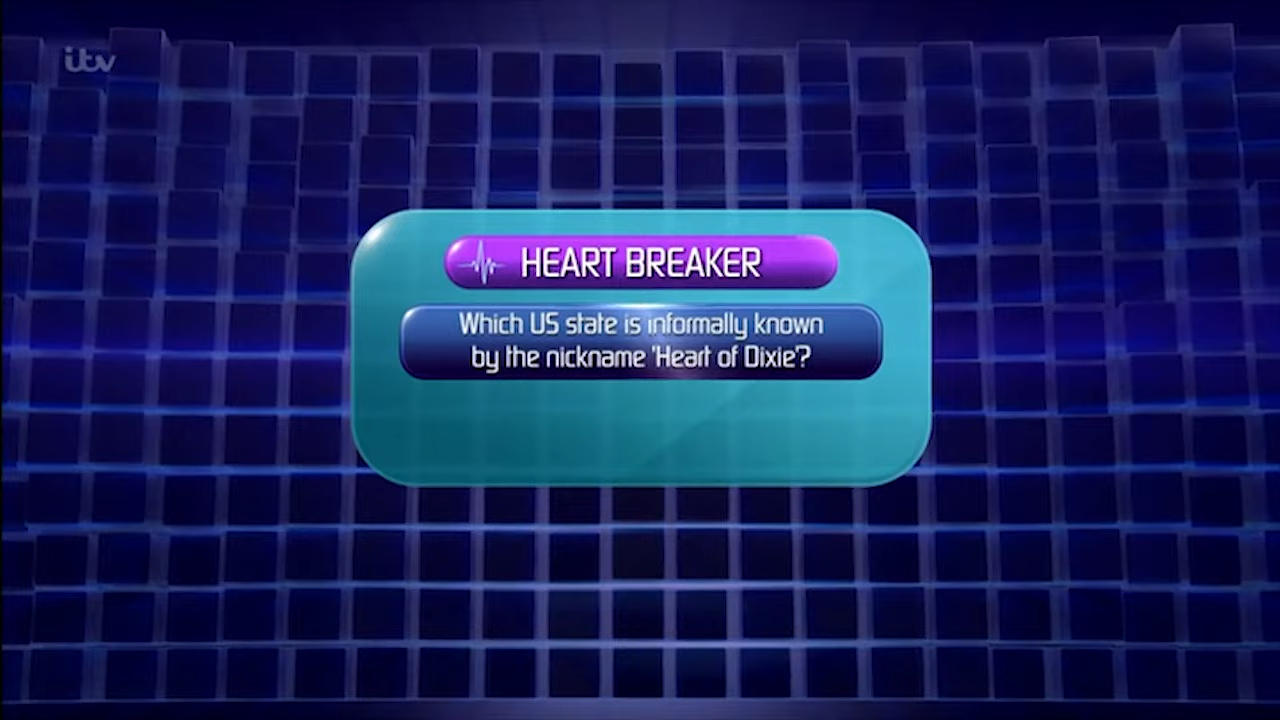 itv
HEART BREAKER
Which US state is informally known
by the nickname 'Heart of Dixie'?